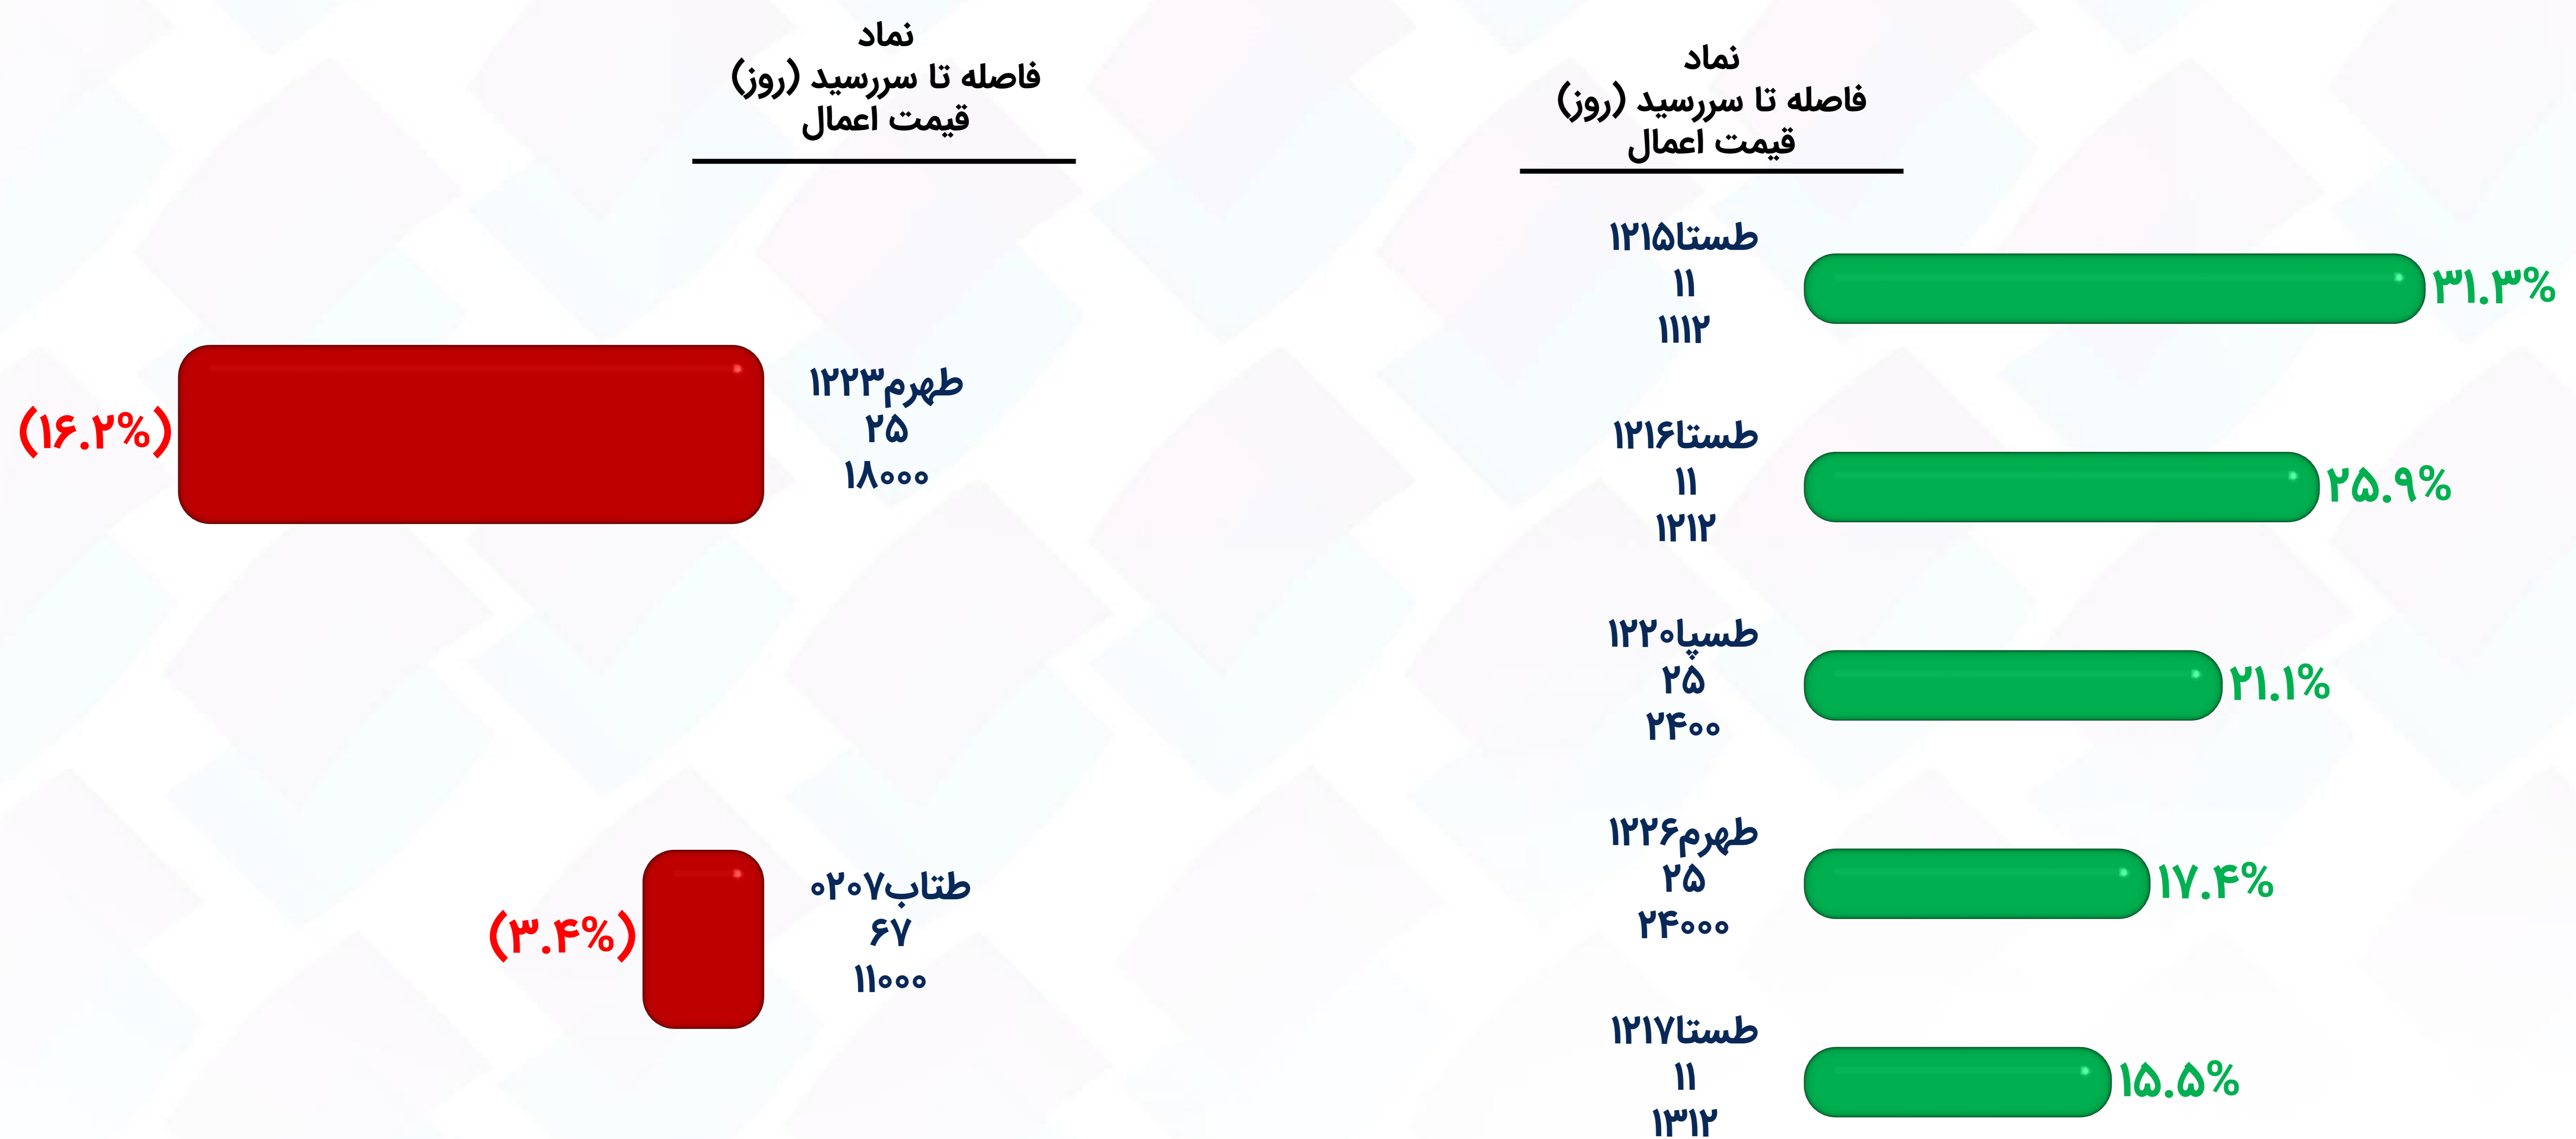 نماد
فاصله تا سررسید (روز)
قیمت اعمال
طستا۱۲۱۵
۱۱
۱۱۱۲
۳۱.۳%
طستا۱۲۱۶
۱۱
۱۲۱۲
۲۵.۹%
طسپا۱۲۲۰
۲۵
۲۴۰۰
۲۱.۱%
طهرم۱۲۲۶
۲۵
۲۴۰۰۰
۱۷.۴%
طستا۱۲۱۷
۱۱
۱۳۱۲
۱۵.۵%
نماد
فاصله تا سررسید (روز)
قیمت اعمال
طهرم۱۲۲۳
۲۵
۱۸۰۰۰
(۱۶.۲%)
طتاب۰۲۰۷
۶۷
۱۱۰۰۰
(۳.۴%)